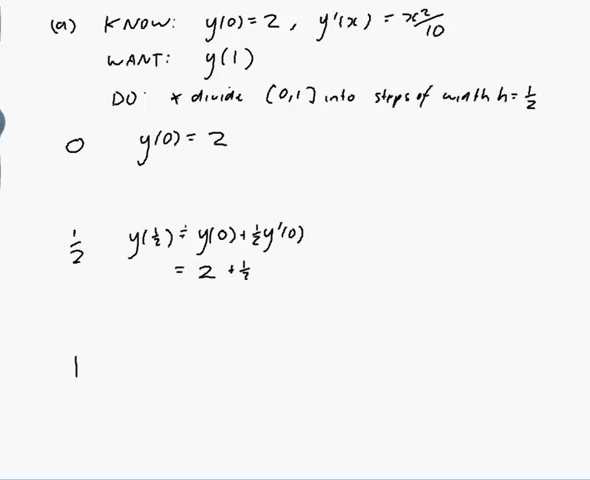 (a) KNOW: y(0) = 2, y'(x) = x²/10
WANT: y(1)
DO: * divide [0,1] into steps of width h = 1/2
0 y(0) = 2
1/2 y(1/2) ≐ y(0) + 1/2 y'(0)
= 2 + 1/2
1